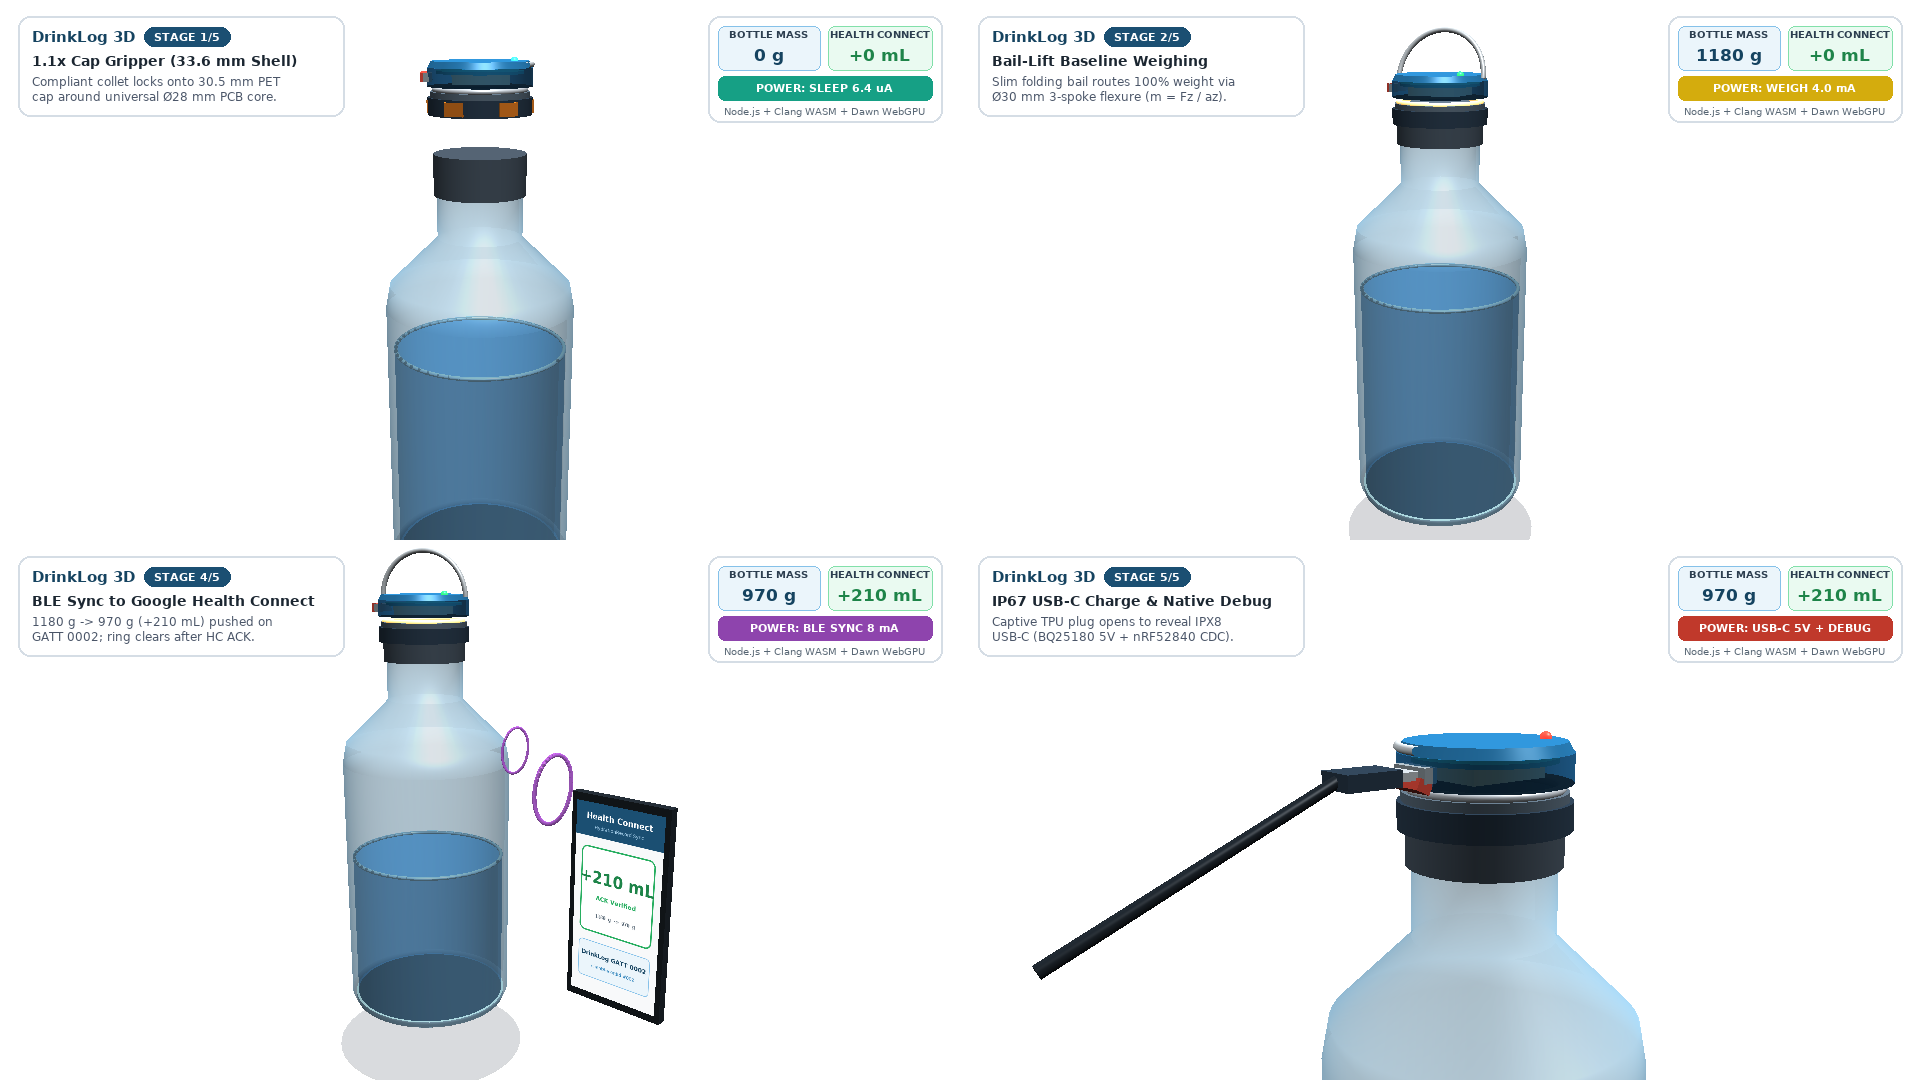 DrinkLog 3D STAGE 1/5
1.1x Cap Gripper (33.6 mm Shell)
Compliant collet locks onto 30.5 mm PET
cap around universal Ø28 mm PCB core.
BOTTLE MASS
0 g
HEALTH CONNECT
+0 mL
POWER: SLEEP 6.4 uA
Node.js + Clang WASM + Dawn WebGPU
DrinkLog 3D STAGE 2/5
Bail-Lift Baseline Weighing
Slim folding bail routes 100% weight via
Ø30 mm 3-spoke flexure (m = Fz / az).
BOTTLE MASS
1180 g
HEALTH CONNECT
+0 mL
POWER: WEIGH 4.0 mA
Node.js + Clang WASM + Dawn WebGPU
DrinkLog 3D STAGE 4/5
BLE Sync to Google Health Connect
1180 g -> 970 g (+210 mL) pushed on
GATT 0002; ring clears after HC ACK.
BOTTLE MASS
970 g
HEALTH CONNECT
+210 mL
POWER: BLE SYNC 8 mA
Node.js + Clang WASM + Dawn WebGPU
Health Connect
+210 mL
ACK Verified
DrinkLog GATT 0002
DrinkLog 3D STAGE 5/5
IP67 USB-C Charge & Native Debug
Captive TPU plug opens to reveal IPX8
USB-C (BQ25180 5V + nRF52840 CDC).
BOTTLE MASS
970 g
HEALTH CONNECT
+210 mL
POWER: USB-C 5V + DEBUG
Node.js + Clang WASM + Dawn WebGPU